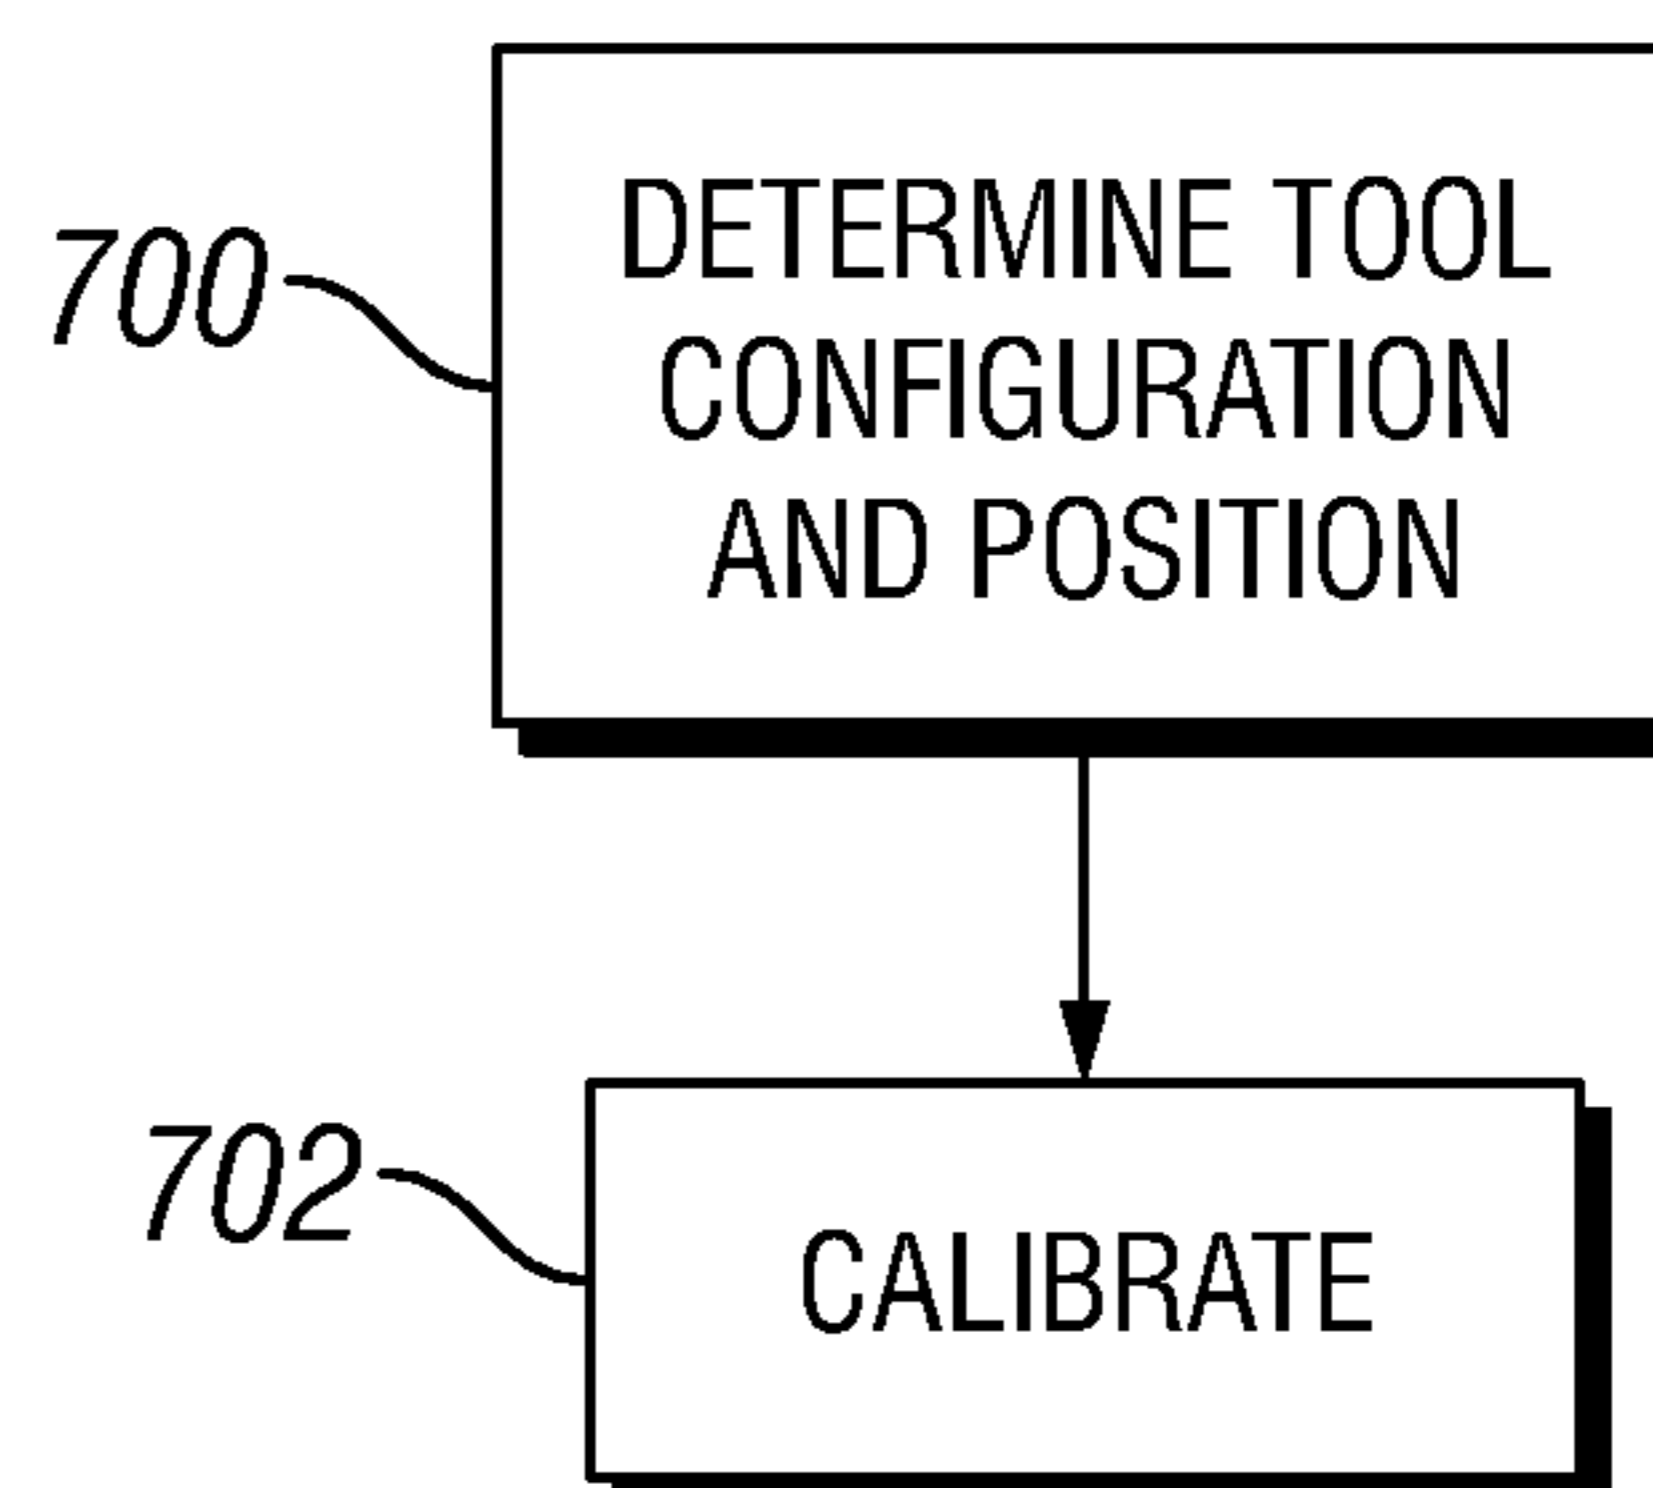 700
DETERMINE TOOL
CONFIGURATION
AND POSITION
702
CALIBRATE